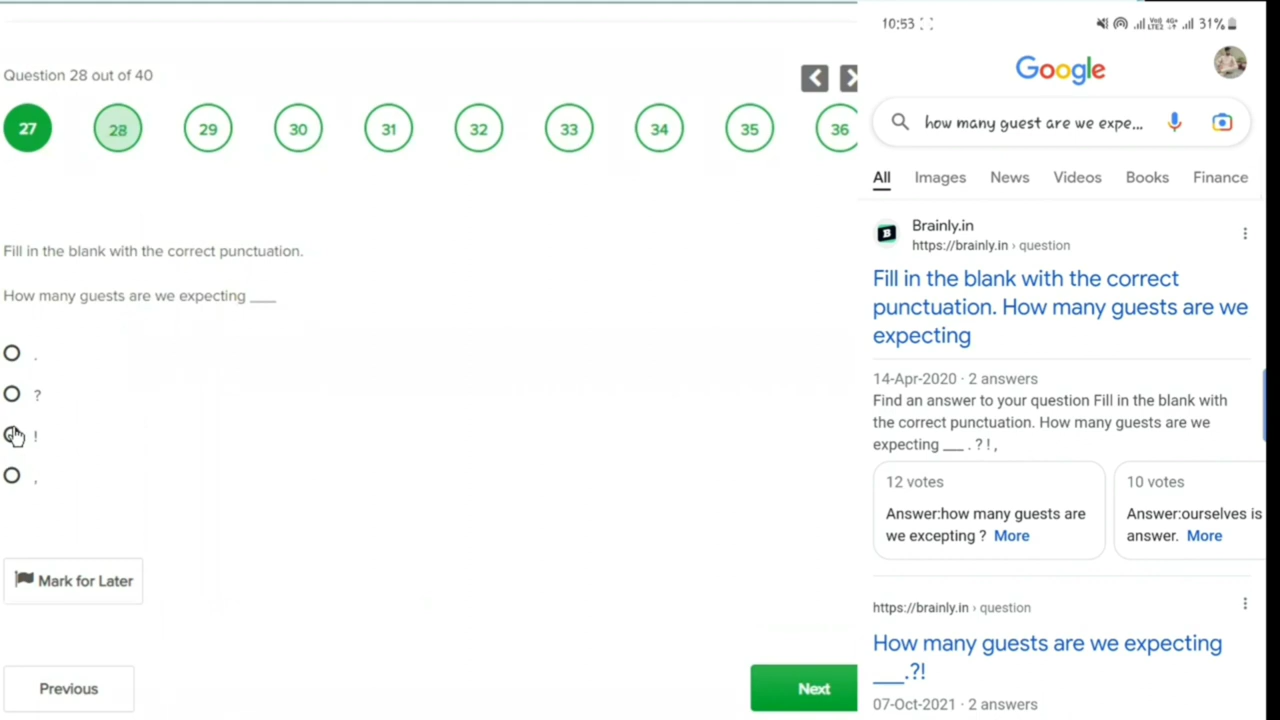 Question 28 out of 40
27 28 29 30 31 32 33 34 35 36
Fill in the blank with the correct punctuation.
How many guests are we expecting ___
.
?
!
,
Mark for Later
Previous
Next
10:53
31%
Google
how many guest are we expe...
All Images News Videos Books Finance
Brainly.in
https://brainly.in › question
Fill in the blank with the correct
punctuation. How many guests are we
expecting
14-Apr-2020 · 2 answers
Find an answer to your question Fill in the blank with
the correct punctuation. How many guests are we
expecting ___ . ? ! ,
12 votes
Answer:how many guests are
we excepting ? More
10 votes
Answer:ourselves is
answer. More
https://brainly.in › question
How many guests are we expecting
___.?!
07-Oct-2021 · 2 answers